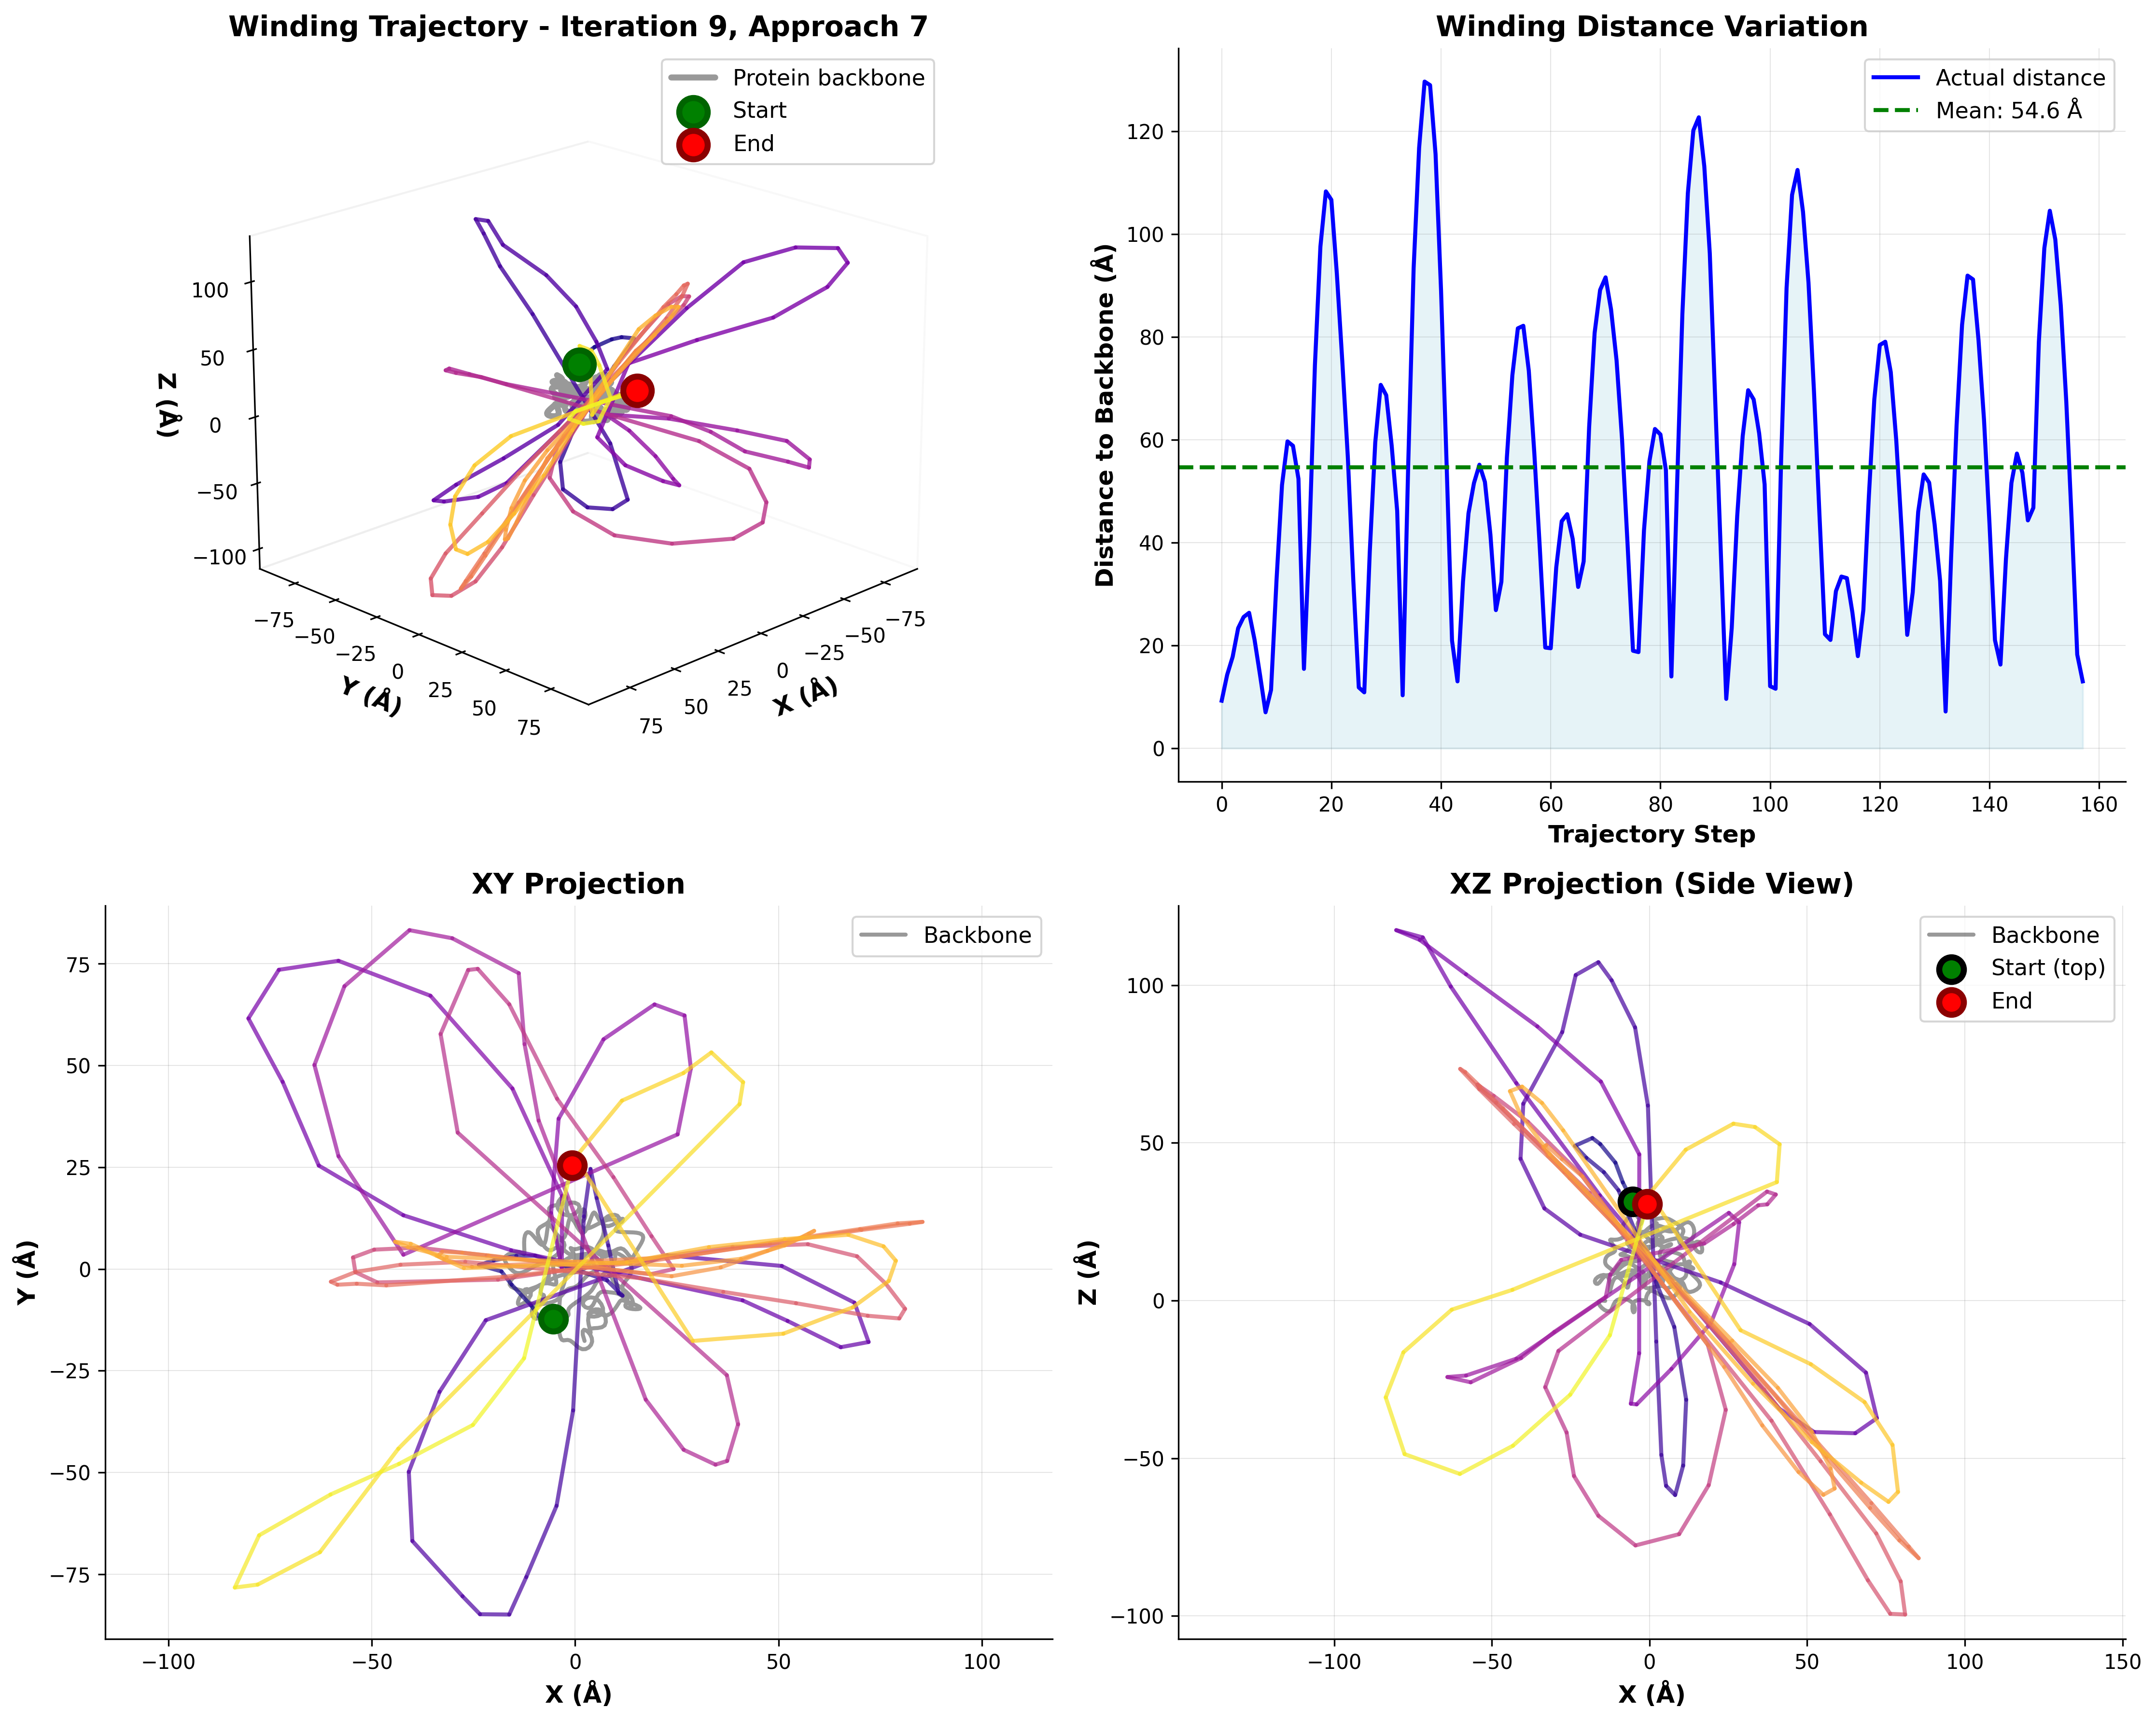 Winding Trajectory - Iteration 9, Approach 7
Protein backbone
Start
End
Z (Å)
100
50
0
−50
−100
−75
−50
−25
0
25
50
75
Y (Å)
75
50
25
0
−25
−50
−75
X (Å)
Winding Distance Variation
Actual distance
Mean: 54.6 Å
Distance to Backbone (Å)
120
100
80
60
40
20
0
0
20
40
60
80
100
120
140
160
Trajectory Step
XY Projection
Backbone
Y (Å)
75
50
25
0
−25
−50
−75
−100
−50
0
50
100
X (Å)
XZ Projection (Side View)
Backbone
Start (top)
End
Z (Å)
100
50
0
−50
−100
−100
−50
0
50
100
150
X (Å)